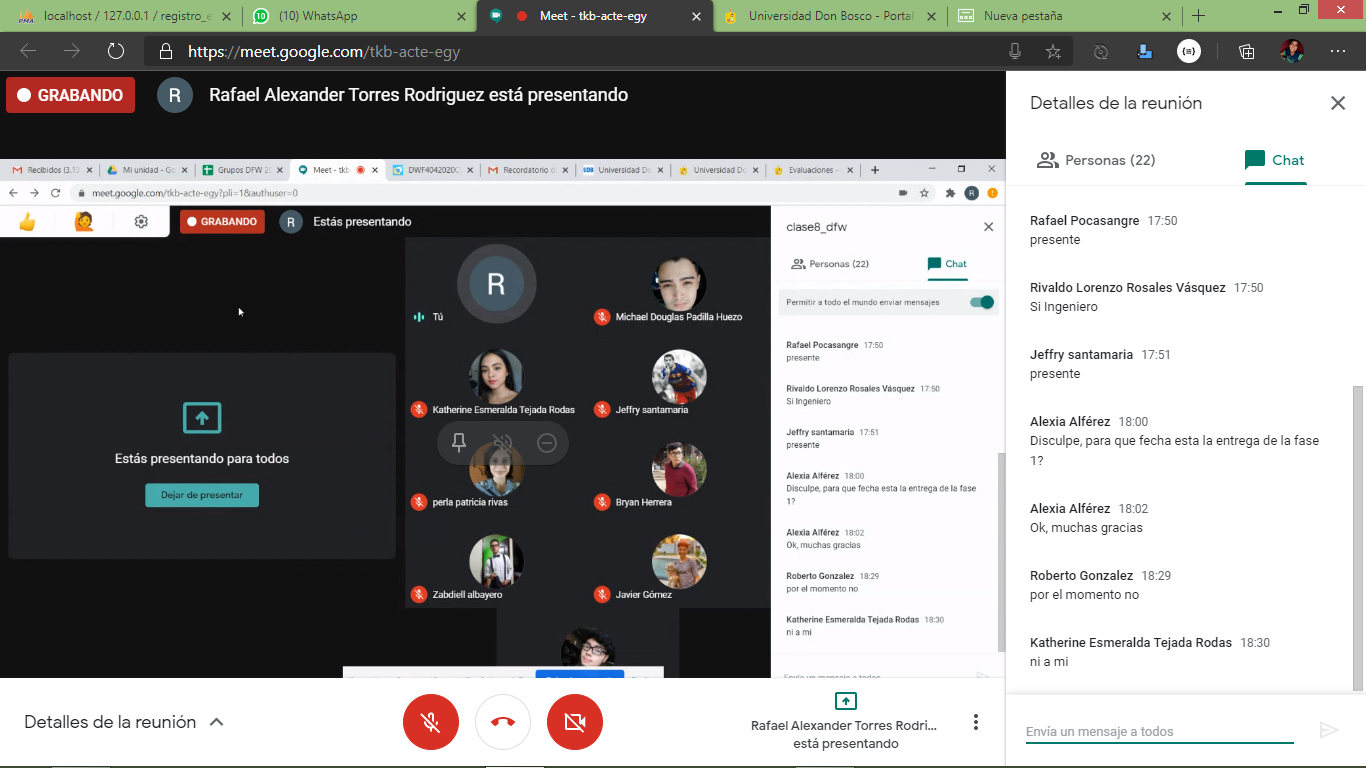 localhost / 127.0.0.1 / registro_e
(10) WhatsApp
Meet - tkb-acte-egy
Universidad Don Bosco - Portal
Nueva pestaña
https://meet.google.com/tkb-acte-egy
GRABANDO
R
Rafael Alexander Torres Rodriguez está presentando
Recibidos (3.13
Mi unidad - Go
Grupos DFW 2
Meet - tkb
DWF4042020C
Recordatorio d
Universidad Do
Universidad Do
Evaluaciones -
meet.google.com/tkb-acte-egy?pli=1&authuser=0
GRABANDO
R
Estás presentando
Estás presentando para todos
Dejar de presentar
R
Tú
Michael Douglas Padilla Huezo
Katherine Esmeralda Tejada Rodas
Jeffry santamaria
perla patricia rivas
Bryan Herrera
Zabdiell albayero
Javier Gómez
clase8_dfw
Personas (22)
Chat
Permitir a todo el mundo enviar mensajes
Rafael Pocasangre 17:50
presente
Rivaldo Lorenzo Rosales Vásquez 17:50
Si Ingeniero
Jeffry santamaria 17:51
presente
Alexia Alférez 18:00
Disculpe, para que fecha esta la entrega de la fase
1?
Alexia Alférez 18:02
Ok, muchas gracias
Roberto Gonzalez 18:29
por el momento no
Katherine Esmeralda Tejada Rodas 18:30
ni a mi
Detalles de la reunión
Personas (22)
Chat
Rafael Pocasangre 17:50
presente
Rivaldo Lorenzo Rosales Vásquez 17:50
Si Ingeniero
Jeffry santamaria 17:51
presente
Alexia Alférez 18:00
Disculpe, para que fecha esta la entrega de la fase
1?
Alexia Alférez 18:02
Ok, muchas gracias
Roberto Gonzalez 18:29
por el momento no
Katherine Esmeralda Tejada Rodas 18:30
ni a mi
Envía un mensaje a todos
Detalles de la reunión
Rafael Alexander Torres Rodri...
está presentando